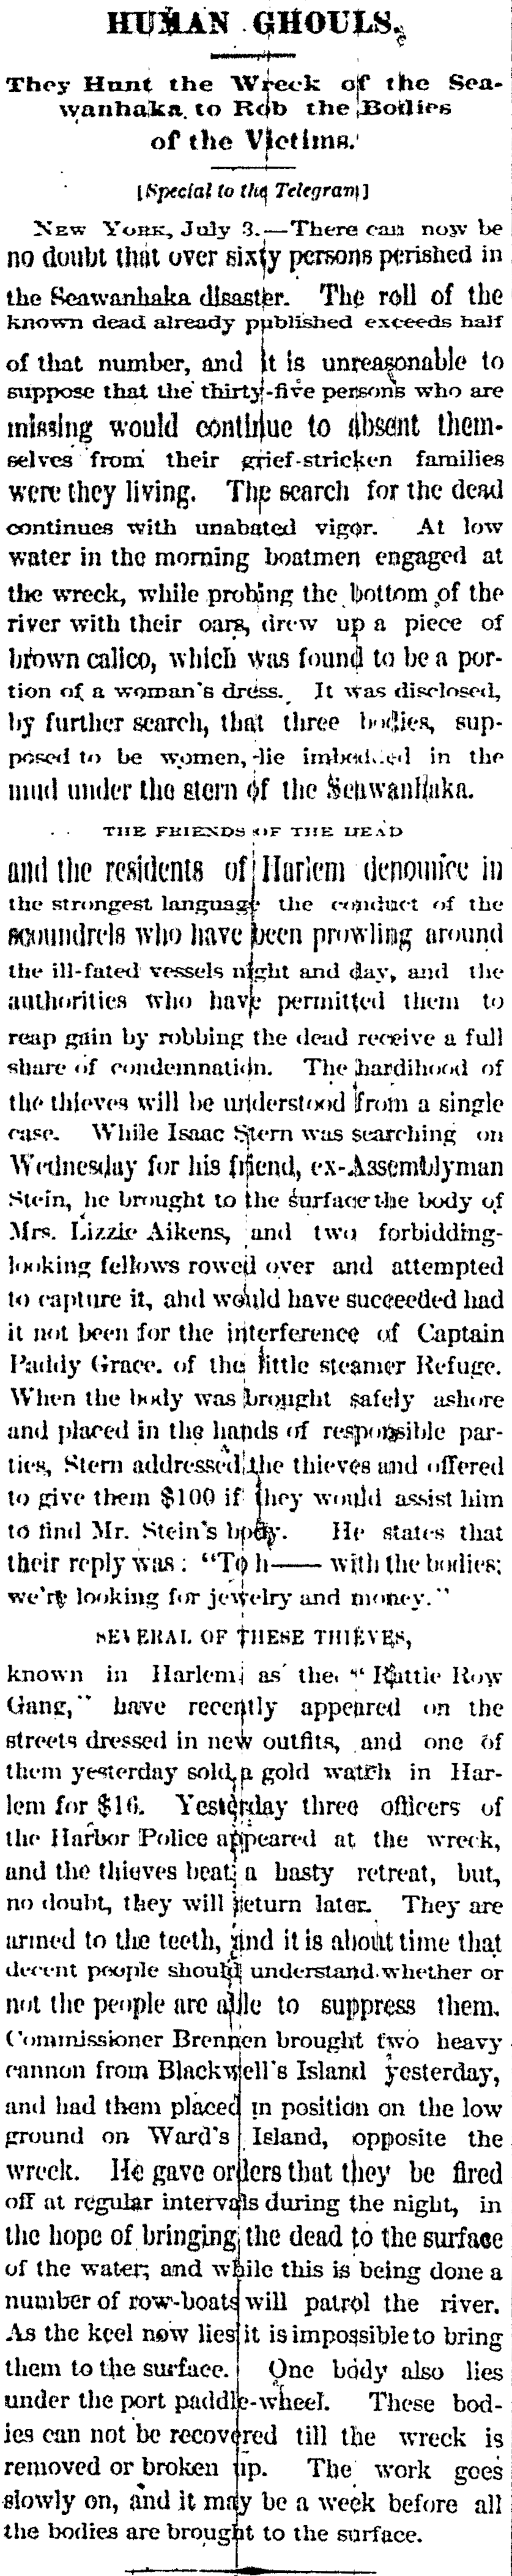 HUMAN GHOULS.
They Hunt the Wreck of the Sea-
wanhaka to Rob the Bodies
of the Victims.
[Special to the Telegram]
NEW YORK, July 3.—There can now be
no doubt that over sixty persons perished in
the Seawanhaka disaster. The roll of the
known dead already published exceeds half
of that number, and it is unreasonable to
suppose that the thirty-five persons who are
missing would continue to absent them-
selves from their grief-stricken families
were they living. The search for the dead
continues with unabated vigor. At low
water in the morning boatmen engaged at
the wreck, while probing the bottom of the
river with their oars, drew up a piece of
brown calico, which was found to be a por-
tion of a woman's dress. It was disclosed,
by further search, that three bodies, sup-
posed to be women, lie imbedded in the
mud under the stern of the Seawanhaka.
THE FRIENDS OF THE DEAD
and the residents of Harlem denounce in
the strongest language the conduct of the
scoundrels who have been prowling around
the ill-fated vessels night and day, and the
authorities who have permitted them to
reap gain by robbing the dead receive a full
share of condemnation. The hardihood of
the thieves will be understood from a single
case. While Isaac Stern was searching on
Wednesday for his friend, ex-Assemblyman
Stein, he brought to the surface the body of
Mrs. Lizzie Aikens, and two forbidding-
looking fellows rowed over and attempted
to capture it, and would have succeeded had
it not been for the interference of Captain
Paddy Grace, of the little steamer Refuge.
When the body was brought safely ashore
and placed in the hands of responsible par-
ties, Stern addressed the thieves and offered
to give them $100 if they would assist him
to find Mr. Stein's body. He states that
their reply was: "To h—— with the bodies;
we're looking for jewelry and money."
SEVERAL OF THESE THIEVES,
known in Harlem as the "Rattle Row
Gang," have recently appeared on the
streets dressed in new outfits, and one of
them yesterday sold a gold watch in Har-
lem for $16. Yesterday three officers of
the Harbor Police appeared at the wreck,
and the thieves beat a hasty retreat, but,
no doubt, they will return later. They are
armed to the teeth, and it is about time that
decent people should understand whether or
not the people are able to suppress them.
Commissioner Brennen brought two heavy
cannon from Blackwell's Island yesterday,
and had them placed in position on the low
ground on Ward's Island, opposite the
wreck. He gave orders that they be fired
off at regular intervals during the night, in
the hope of bringing the dead to the surface
of the water; and while this is being done a
number of row-boats will patrol the river.
As the keel now lies it is impossible to bring
them to the surface. One body also lies
under the port paddle-wheel. These bod-
ies can not be recovered till the wreck is
removed or broken up. The work goes
slowly on, and it may be a week before all
the bodies are brought to the surface.